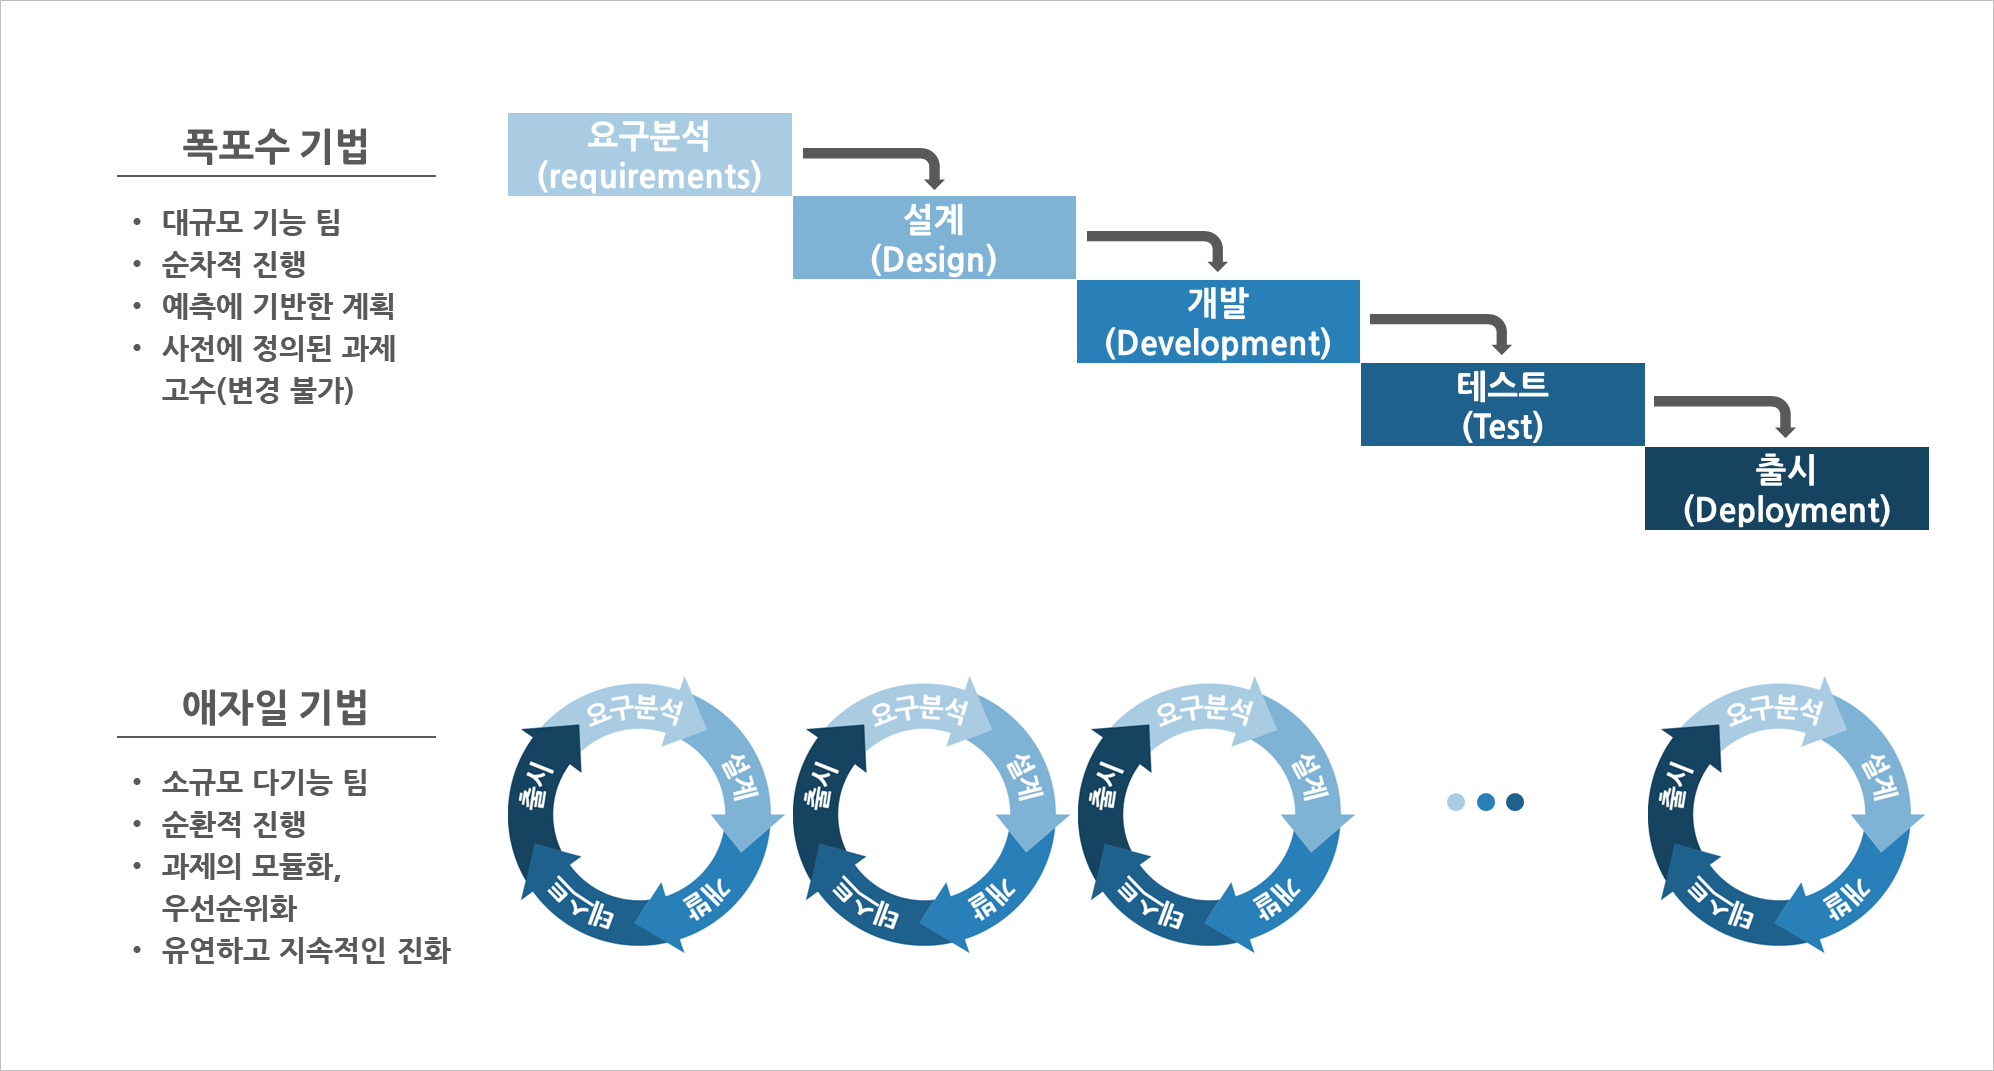 폭포수 기법
• 대규모 기능 팀
• 순차적 진행
• 예측에 기반한 계획
• 사전에 정의된 과제
고수(변경 불가)
요구분석
(requirements)
설계
(Design)
개발
(Development)
테스트
(Test)
출시
(Deployment)
애자일 기법
• 소규모 다기능 팀
• 순환적 진행
• 과제의 모듈화,
우선순위화
• 유연하고 지속적인 진화
요구분석
설계
개발
테스트
출시
요구분석
설계
개발
테스트
출시
요구분석
설계
개발
테스트
출시
요구분석
설계
개발
테스트
출시